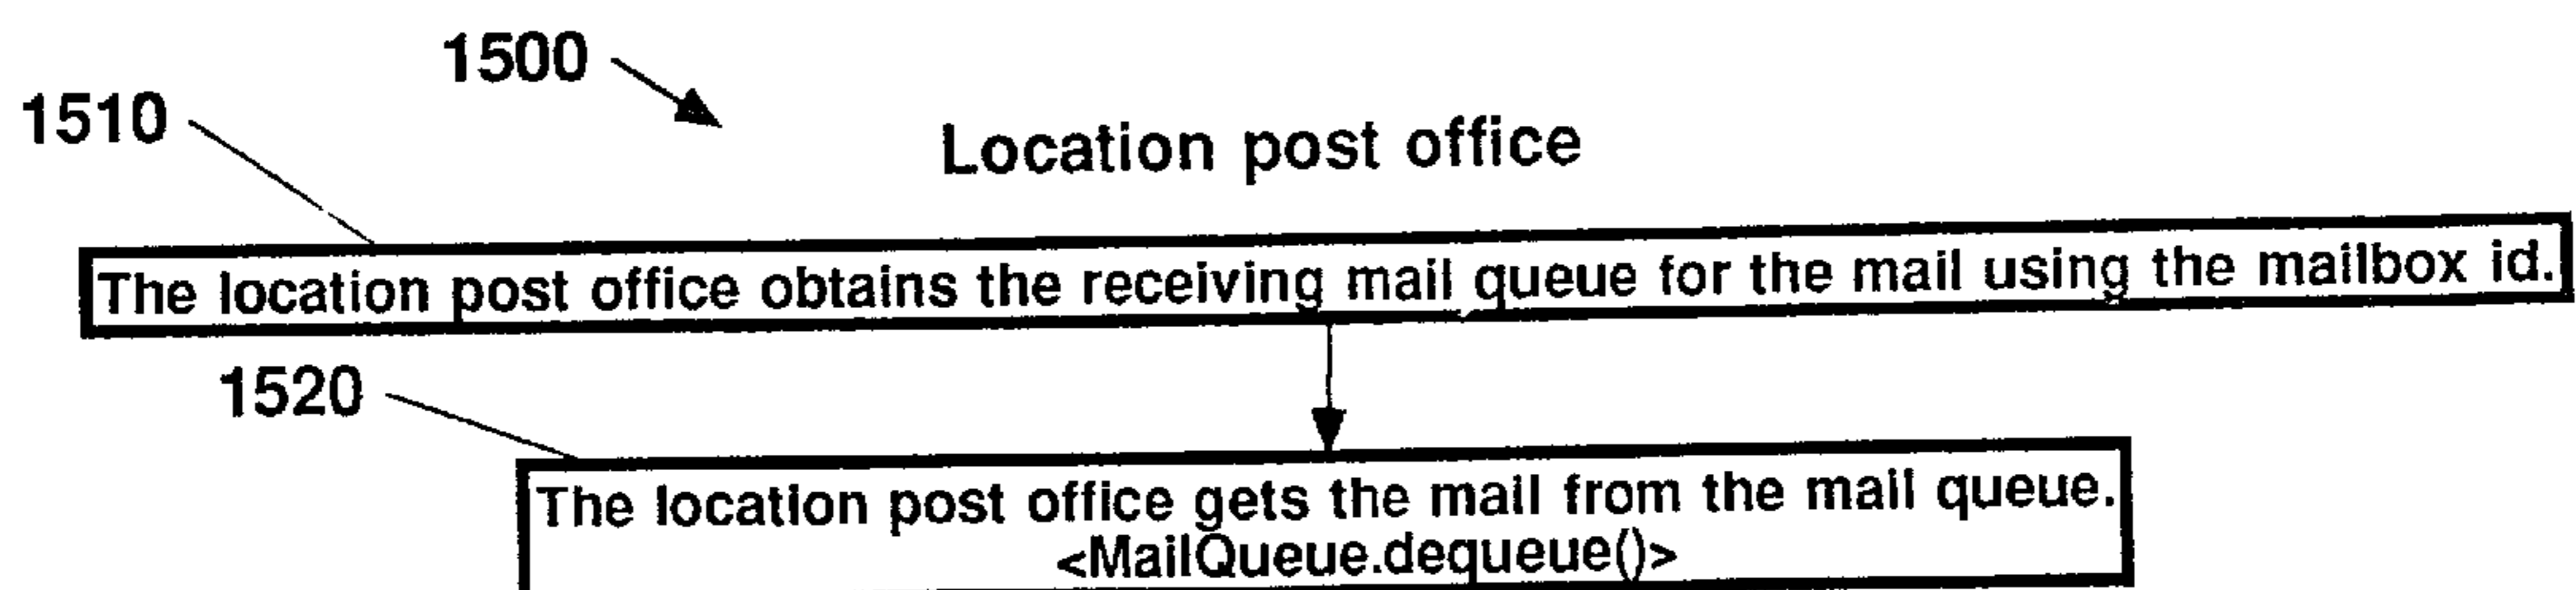 1500
1510
Location post office
The location post office obtains the receiving mail queue for the mail using the mailbox id.
1520
The location post office gets the mail from the mail queue.
<MailQueue.dequeue()>